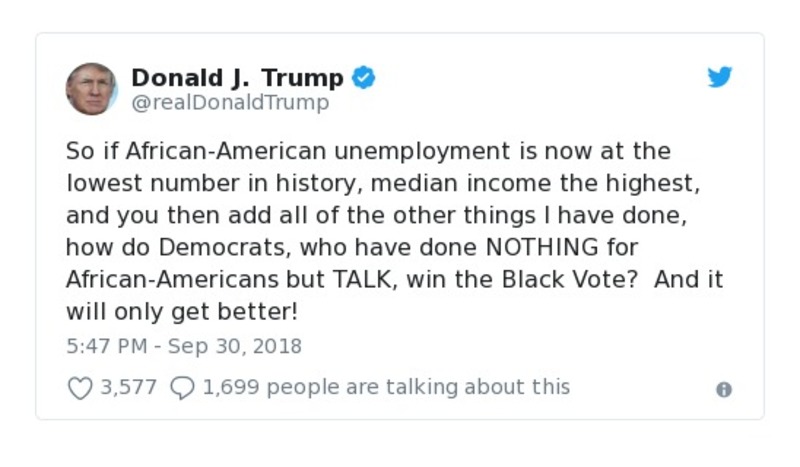 Donald J. Trump
@realDonaldTrump
So if African-American unemployment is now at the
lowest number in history, median income the highest,
and you then add all of the other things I have done,
how do Democrats, who have done NOTHING for
African-Americans but TALK, win the Black Vote?  And it
will only get better!
5:47 PM - Sep 30, 2018
3,577 1,699 people are talking about this